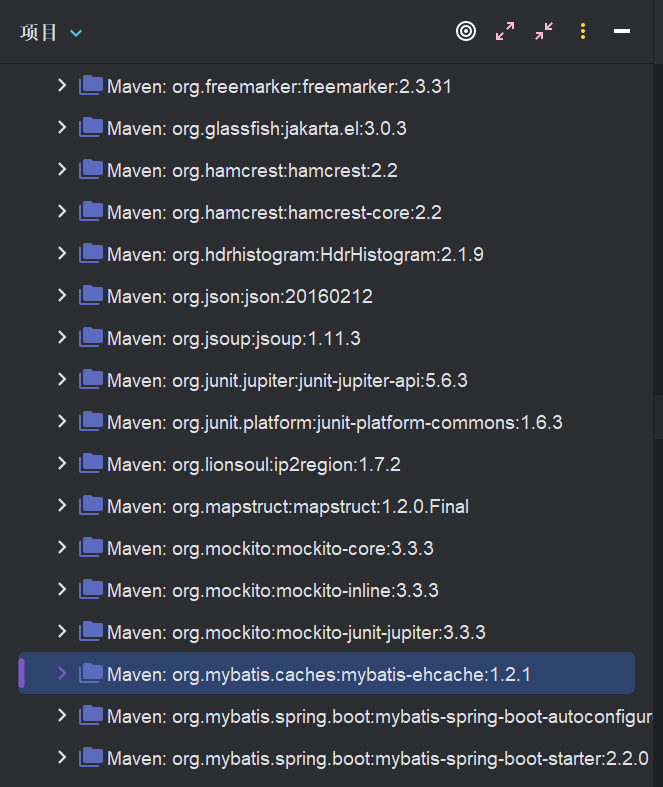 项目
Maven: org.freemarker:freemarker:2.3.31
Maven: org.glassfish:jakarta.el:3.0.3
Maven: org.hamcrest:hamcrest:2.2
Maven: org.hamcrest:hamcrest-core:2.2
Maven: org.hdrhistogram:HdrHistogram:2.1.9
Maven: org.json:json:20160212
Maven: org.jsoup:jsoup:1.11.3
Maven: org.junit.jupiter:junit-jupiter-api:5.6.3
Maven: org.junit.platform:junit-platform-commons:1.6.3
Maven: org.lionsoul:ip2region:1.7.2
Maven: org.mapstruct:mapstruct:1.2.0.Final
Maven: org.mockito:mockito-core:3.3.3
Maven: org.mockito:mockito-inline:3.3.3
Maven: org.mockito:mockito-junit-jupiter:3.3.3
Maven: org.mybatis.caches:mybatis-ehcache:1.2.1
Maven: org.mybatis.spring.boot:mybatis-spring-boot-autoconfigur
Maven: org.mybatis.spring.boot:mybatis-spring-boot-starter:2.2.0